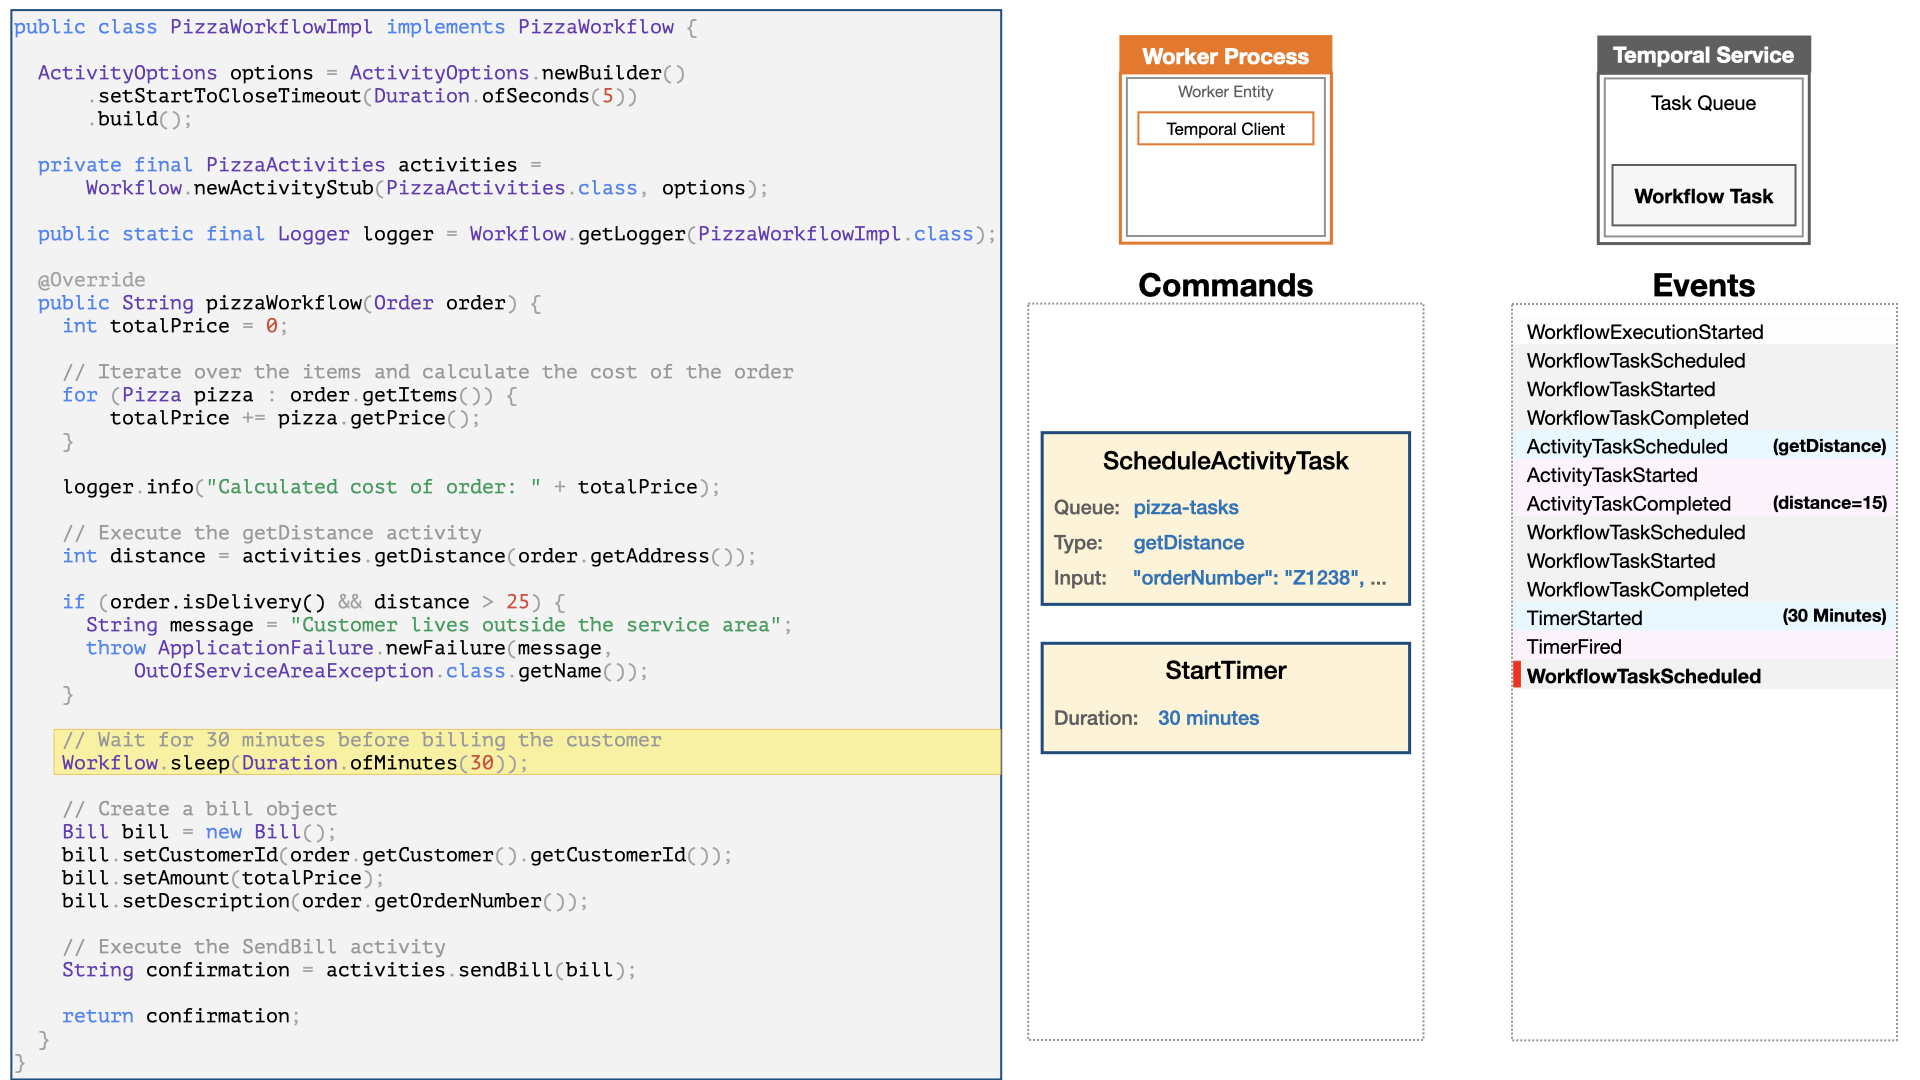 public class PizzaWorkflowImpl implements PizzaWorkflow {
ActivityOptions options = ActivityOptions.newBuilder()
.setStartToCloseTimeout(Duration.ofSeconds(5))
.build();
private final PizzaActivities activities =
Workflow.newActivityStub(PizzaActivities.class, options);
public static final Logger logger = Workflow.getLogger(PizzaWorkflowImpl.class);
@Override
public String pizzaWorkflow(Order order) {
int totalPrice = 0;
// Iterate over the items and calculate the cost of the order
for (Pizza pizza : order.getItems()) {
totalPrice += pizza.getPrice();
}
logger.info("Calculated cost of order: " + totalPrice);
// Execute the getDistance activity
int distance = activities.getDistance(order.getAddress());
if (order.isDelivery() && distance > 25) {
String message = "Customer lives outside the service area";
throw ApplicationFailure.newFailure(message,
OutOfServiceAreaException.class.getName());
}
// Wait for 30 minutes before billing the customer
Workflow.sleep(Duration.ofMinutes(30));
// Create a bill object
Bill bill = new Bill();
bill.setCustomerId(order.getCustomer().getCustomerId());
bill.setAmount(totalPrice);
bill.setDescription(order.getOrderNumber());
// Execute the SendBill activity
String confirmation = activities.sendBill(bill);
return confirmation;
}
}
Worker Process
Worker Entity
Temporal Client
Commands
ScheduleActivityTask
Queue: pizza-tasks
Type: getDistance
Input: "orderNumber": "Z1238", ...
StartTimer
Duration: 30 minutes
Temporal Service
Task Queue
Workflow Task
Events
WorkflowExecutionStarted
WorkflowTaskScheduled
WorkflowTaskStarted
WorkflowTaskCompleted
ActivityTaskScheduled (getDistance)
ActivityTaskStarted
ActivityTaskCompleted (distance=15)
WorkflowTaskScheduled
WorkflowTaskStarted
WorkflowTaskCompleted
TimerStarted (30 Minutes)
TimerFired
WorkflowTaskScheduled